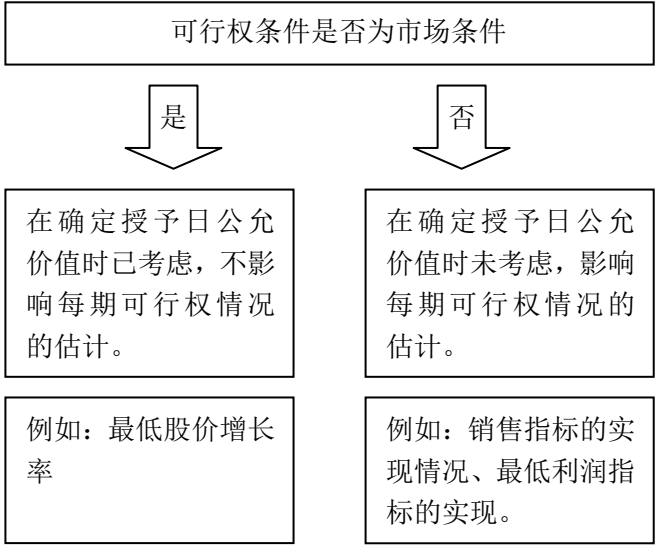 可行权条件是否为市场条件
是
否
在确定授予日公允
价值时已考虑，不影
响每期可行权情况
的估计。
在确定授予日公允
价值时未考虑，影响
每期可行权情况的
估计。
例如：最低股价增长
率
例如：销售指标的实
现情况、最低利润指
标的实现。